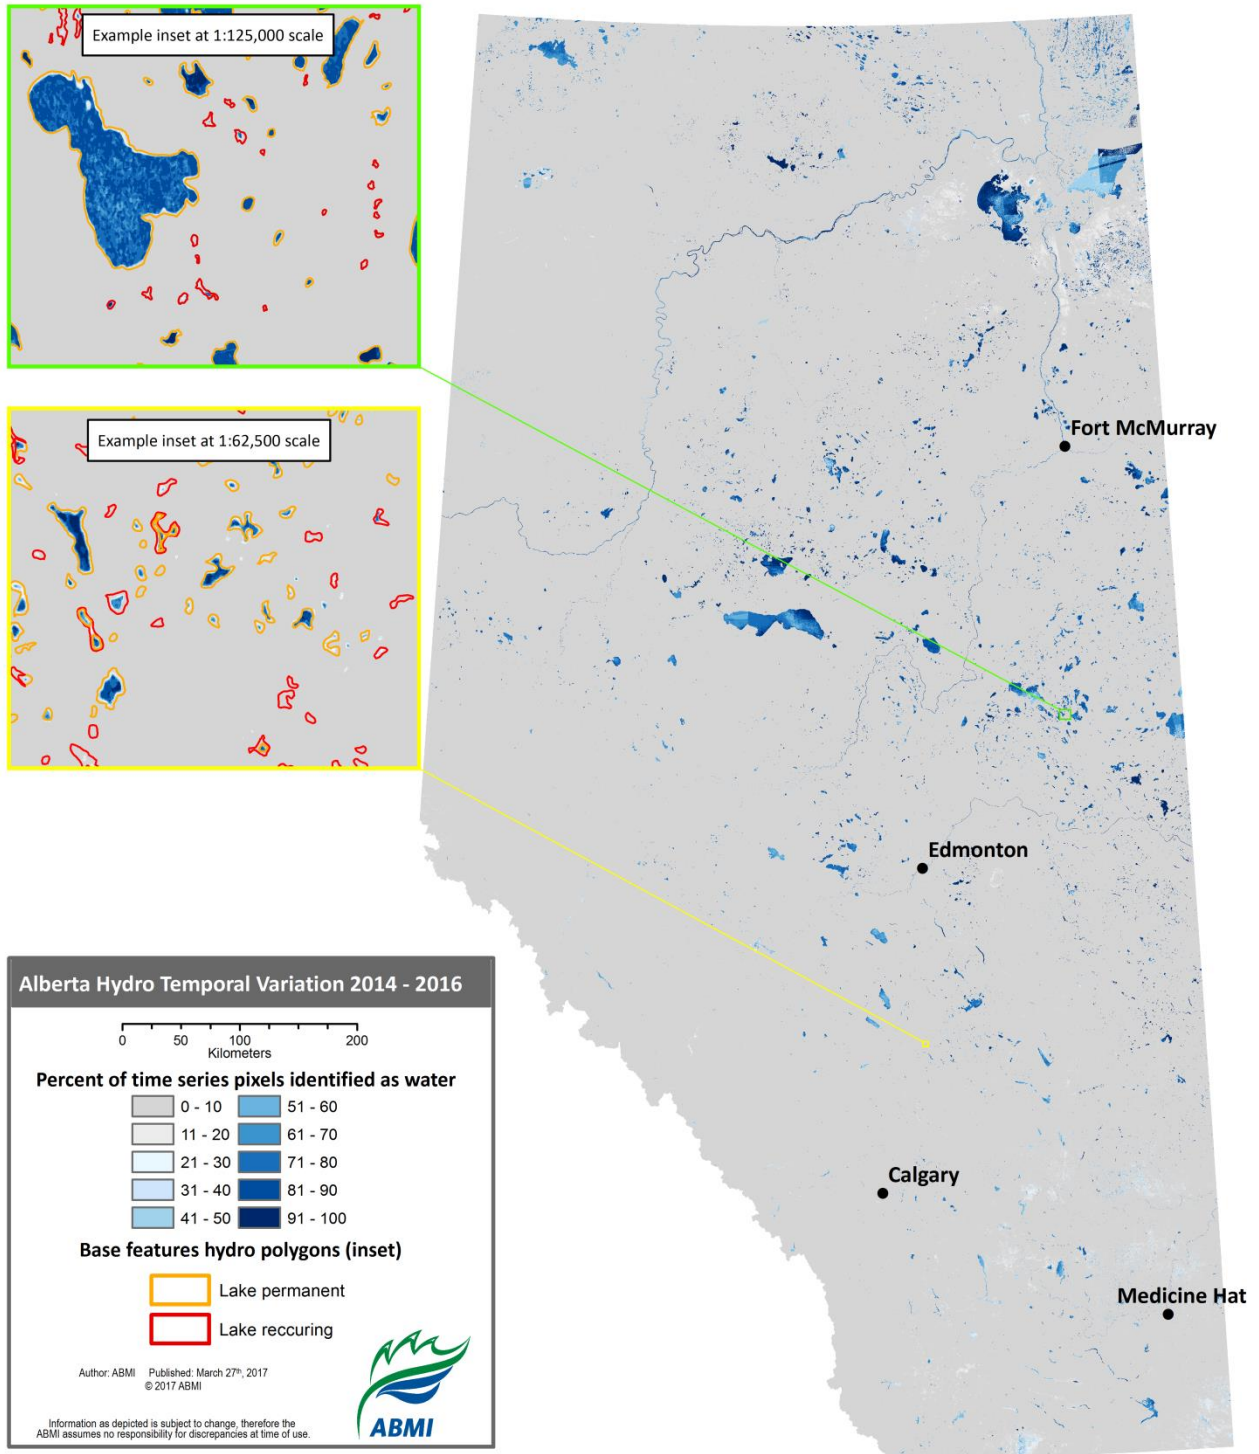 Example inset at 1:125,000 scale
Example inset at 1:62,500 scale
Fort McMurray
Edmonton
Calgary
Medicine Hat
Alberta Hydro Temporal Variation 2014 - 2016
0 50 100 200
Kilometers
Percent of time series pixels identified as water
0 - 10 51 - 60
11 - 20 61 - 70
21 - 30 71 - 80
31 - 40 81 - 90
41 - 50 91 - 100
Base features hydro polygons (inset)
Lake permanent
Lake reccuring
Author: ABMI Published: March 27th, 2017
© 2017 ABMI
Information as depicted is subject to change, therefore the
ABMI assumes no responsibility for discrepancies at time of use.
ABMI